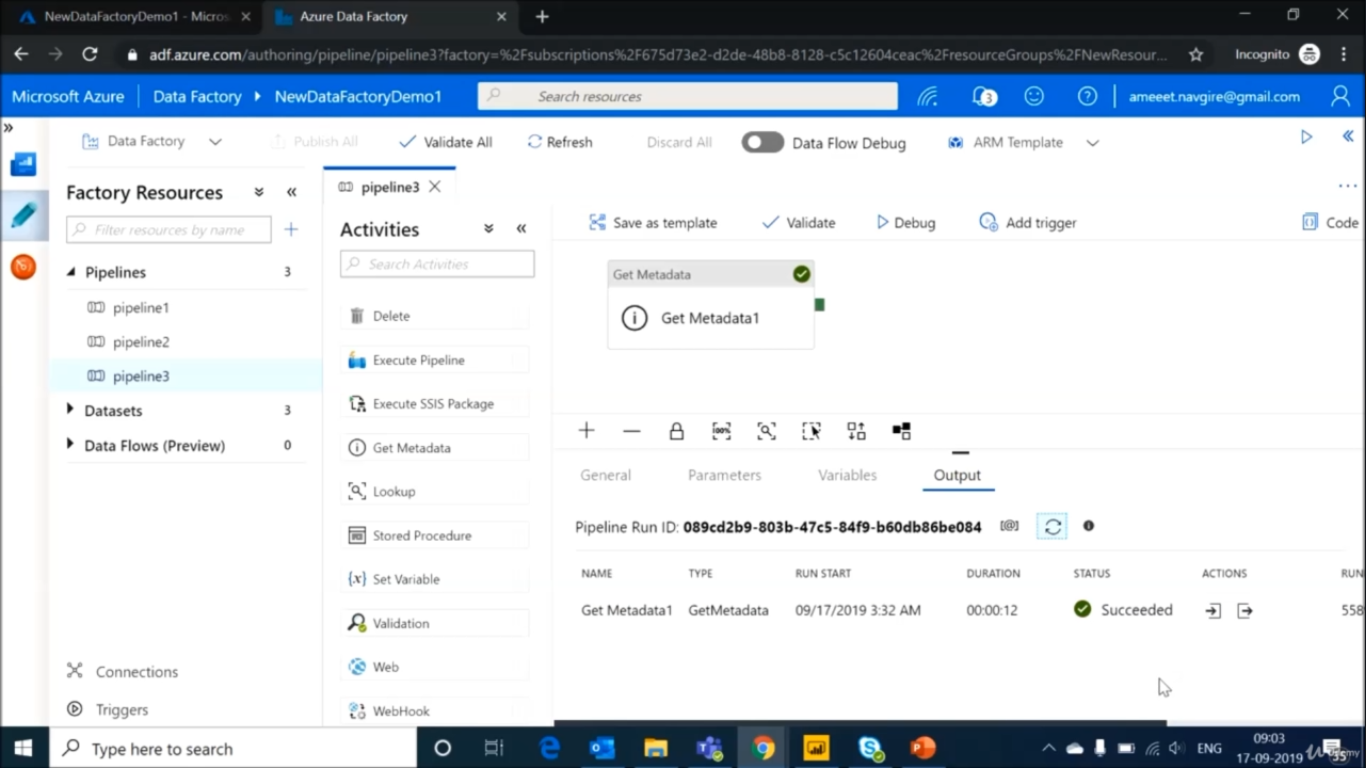 NewDataFactoryDemo1 - Micros
Azure Data Factory
adf.azure.com/authoring/pipeline/pipeline3?factory=%2Fsubscriptions%2F675d73e2-d2de-48b8-8128-c5c12604ceac%2FresourceGroups%2FNewResour...
Incognito
Microsoft Azure
Data Factory
NewDataFactoryDemo1
Search resources
3
ameeet.navgire@gmail.com
Data Factory
Publish All
Validate All
Refresh
Discard All
Data Flow Debug
ARM Template
Factory Resources
Filter resources by name
Pipelines 3
pipeline1
pipeline2
pipeline3
Datasets 3
Data Flows (Preview) 0
Connections
Triggers
pipeline3
Activities
Search Activities
Delete
Execute Pipeline
Execute SSIS Package
Get Metadata
Lookup
Stored Procedure
Set Variable
Validation
Web
WebHook
Save as template
Validate
Debug
Add trigger
Code
Get Metadata
Get Metadata1
100%
General
Parameters
Variables
Output
Pipeline Run ID: 089cd2b9-803b-47c5-84f9-b60db86be084
[@]
NAME TYPE RUN START DURATION STATUS ACTIONS RUN
Get Metadata1 GetMetadata 09/17/2019 3:32 AM 00:00:12 Succeeded 558
Type here to search
ENG
09:03
17-09-2019